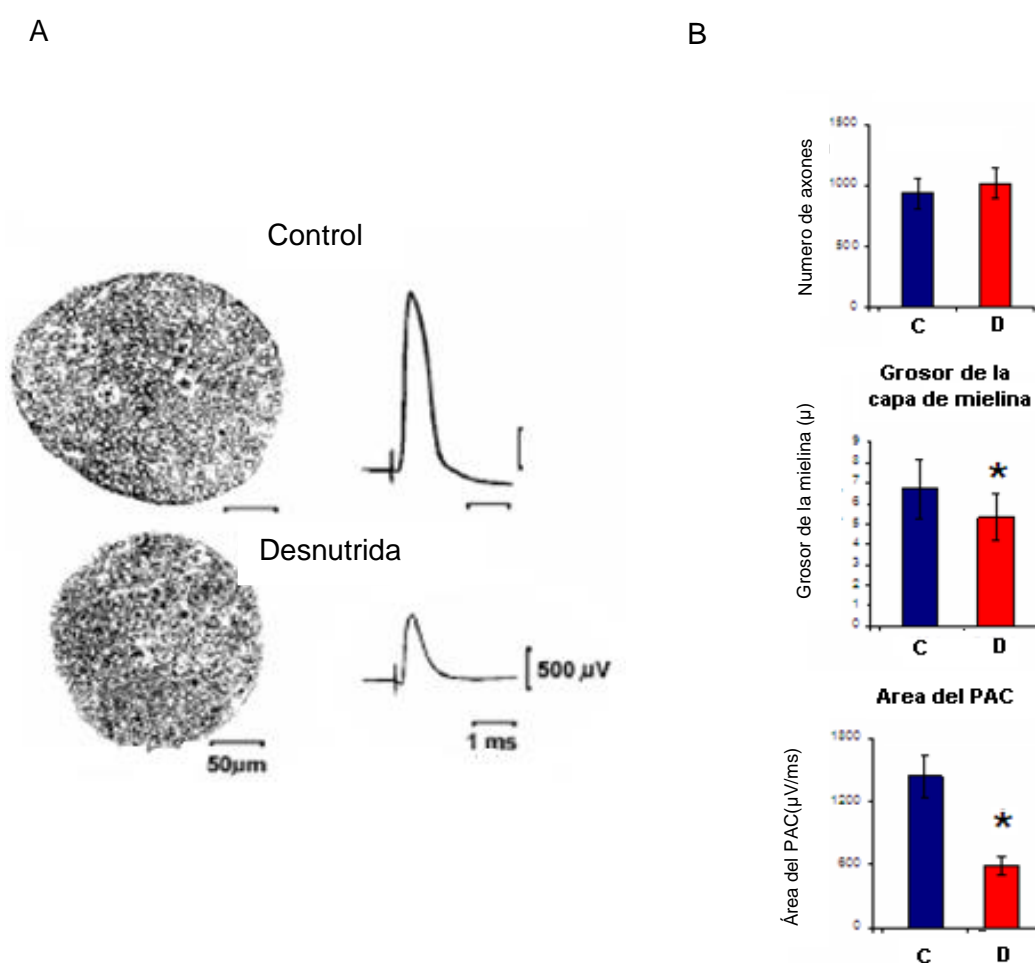 A
B
Control
Desnutrida
500 µV
1 ms
50µm
Numero de axones
1500
1000
500
0
C
D
Grosor de la
capa de mielina
Grosor de la mielina (µ)
9
8
7
6
5
4
3
2
1
0
*
C
D
Area del PAC
Área del PAC(µV/ms)
1800
1200
600
0
*
C
D